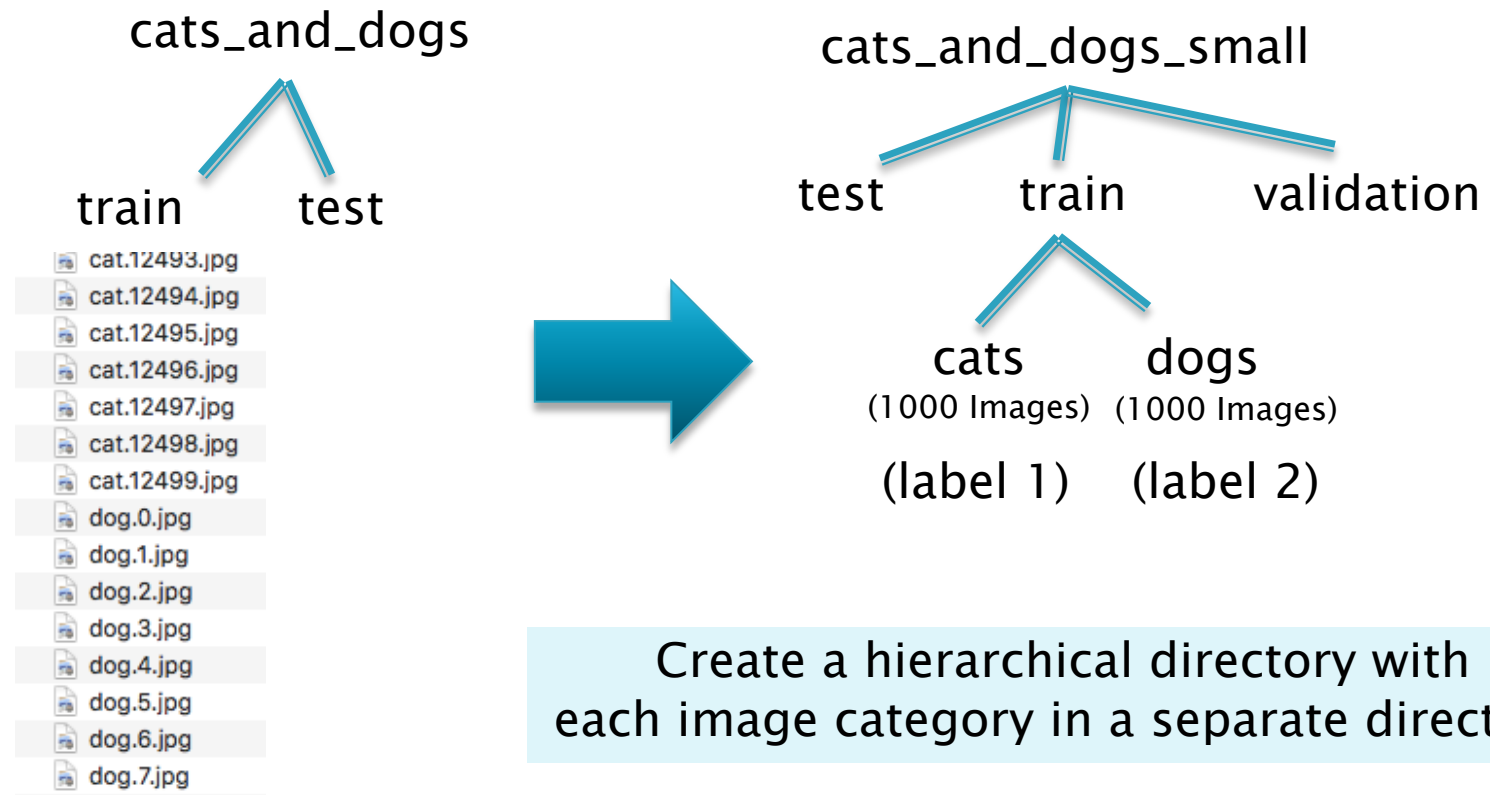 cats_and_dogs
train test
cat.12493.jpg
cat.12494.jpg
cat.12495.jpg
cat.12496.jpg
cat.12497.jpg
cat.12498.jpg
cat.12499.jpg
dog.0.jpg
dog.1.jpg
dog.2.jpg
dog.3.jpg
dog.4.jpg
dog.5.jpg
dog.6.jpg
dog.7.jpg
cats_and_dogs_small
test train validation
cats dogs
(1000 Images) (1000 Images)
(label 1) (label 2)
Create a hierarchical directory with
each image category in a separate direct